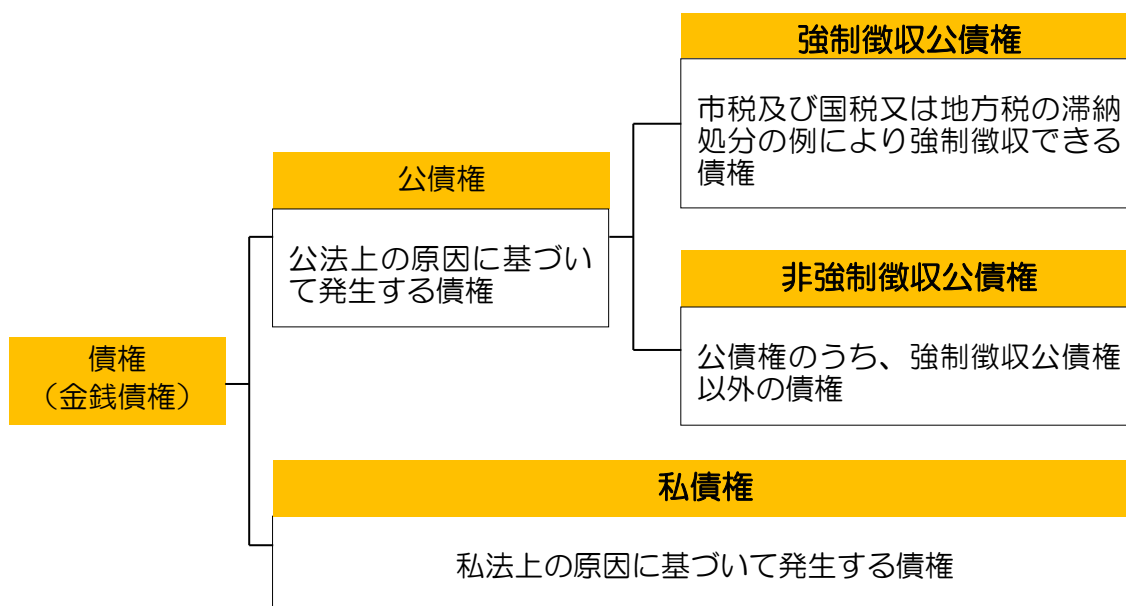 債権
（金銭債権）
公債権
公法上の原因に基づい
て発生する債権
強制徴収公債権
市税及び国税又は地方税の滞納
処分の例により強制徴収できる
債権
非強制徴収公債権
公債権のうち、強制徴収公債権
以外の債権
私債権
私法上の原因に基づいて発生する債権